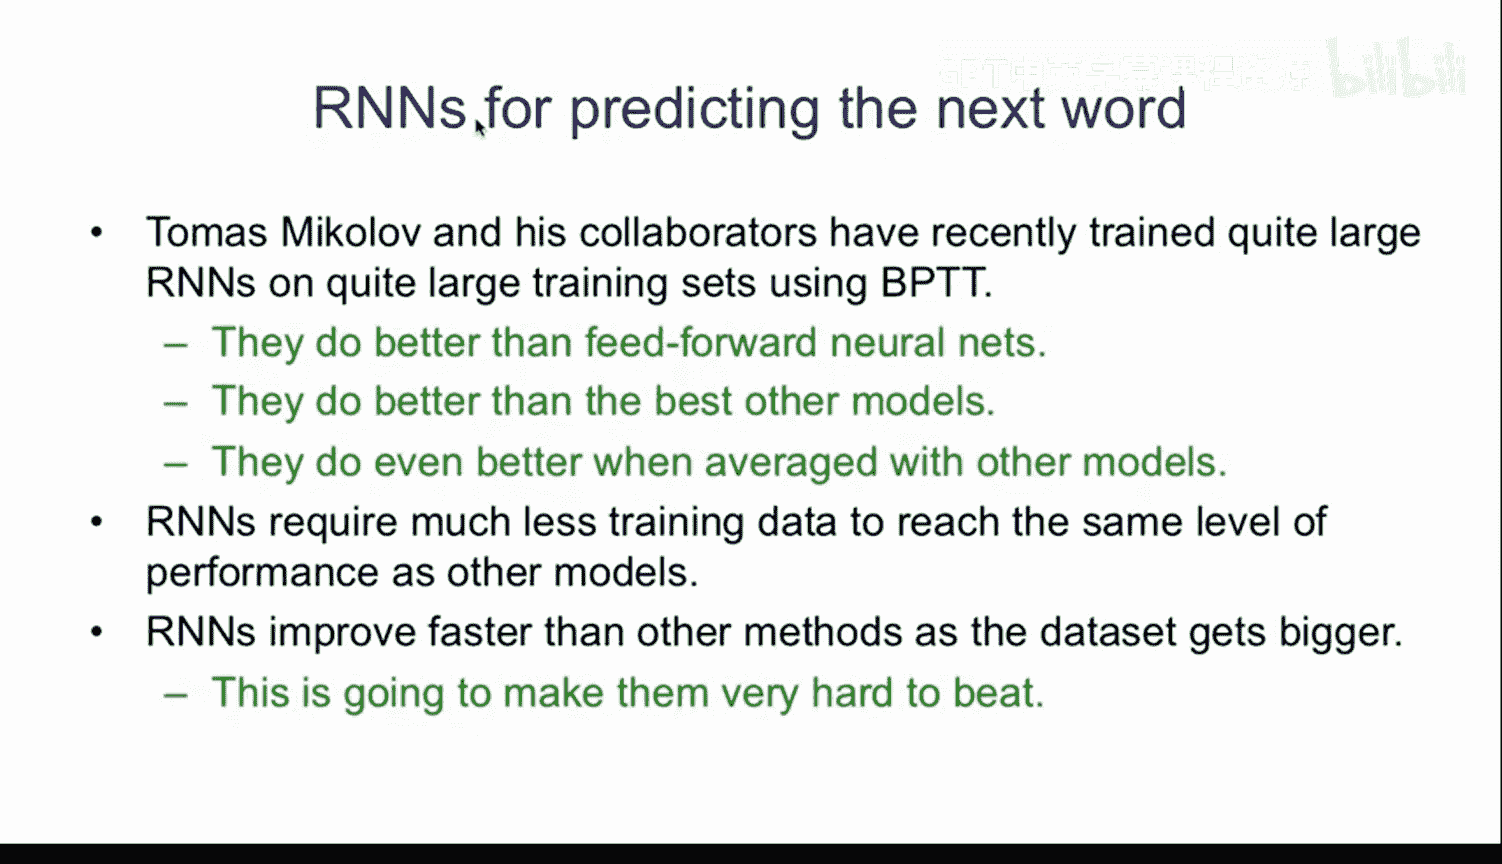 bilibili
RNNs for predicting the next word
• Tomas Mikolov and his collaborators have recently trained quite large
RNNs on quite large training sets using BPTT.
– They do better than feed-forward neural nets.
– They do better than the best other models.
– They do even better when averaged with other models.
• RNNs require much less training data to reach the same level of
performance as other models.
• RNNs improve faster than other methods as the dataset gets bigger.
– This is going to make them very hard to beat.